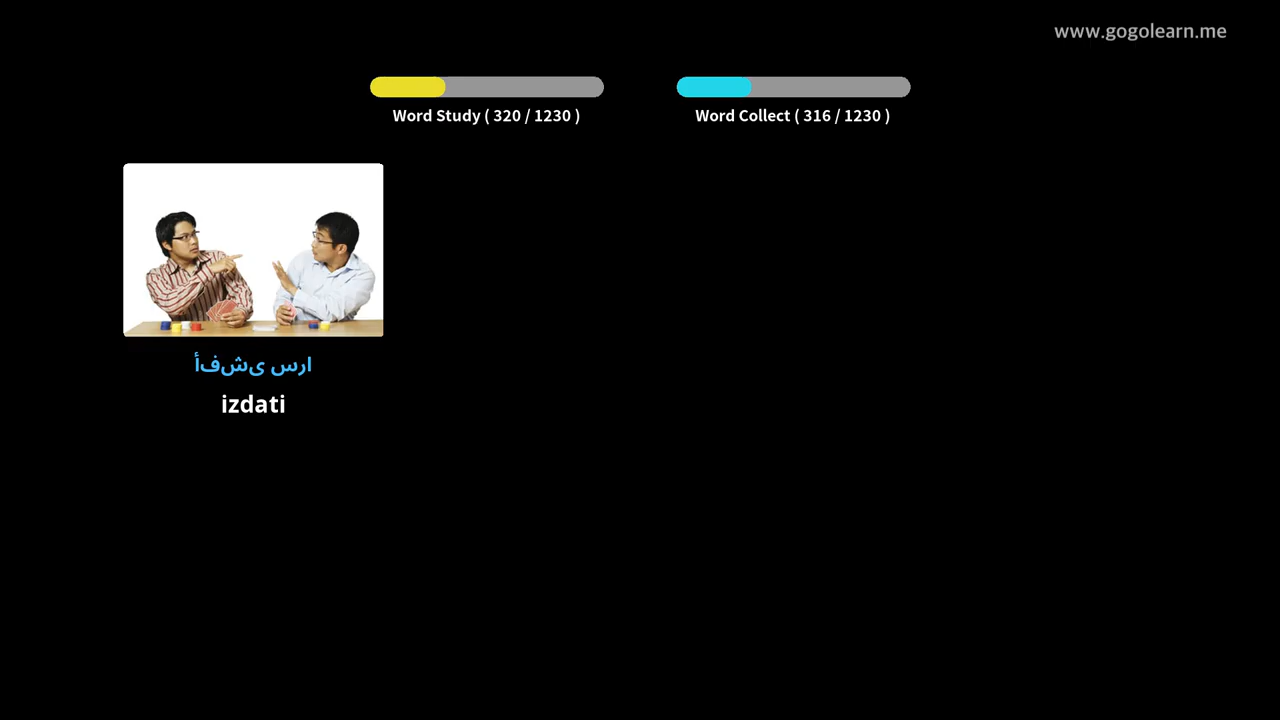 www.gogolearn.me
Word Study ( 320 / 1230 )
Word Collect ( 316 / 1230 )
ارس ىشفأ
izdati